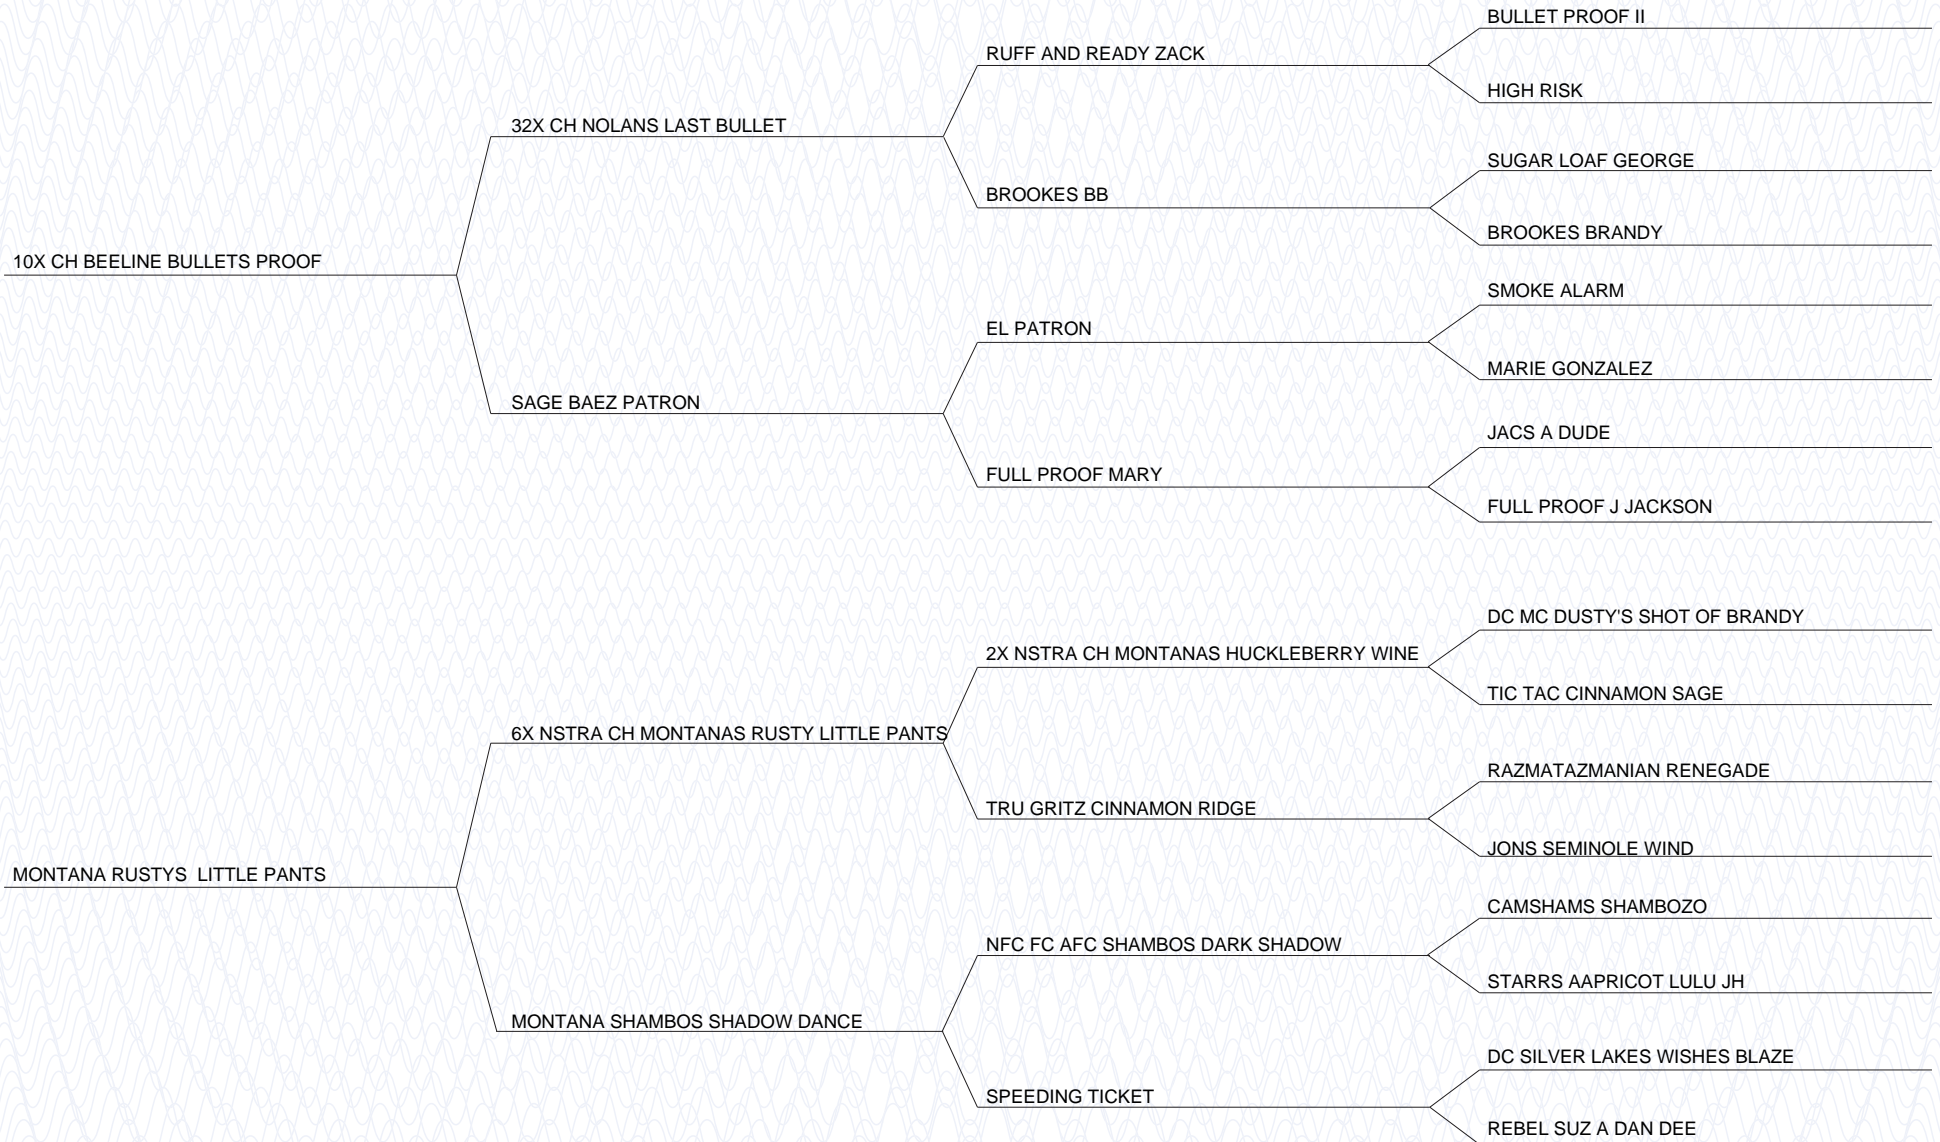 BULLET PROOF II
RUFF AND READY ZACK
HIGH RISK
32X CH NOLANS LAST BULLET
SUGAR LOAF GEORGE
BROOKES BB
BROOKES BRANDY
10X CH BEELINE BULLETS PROOF
SMOKE ALARM
EL PATRON
MARIE GONZALEZ
SAGE BAEZ PATRON
JACS A DUDE
FULL PROOF MARY
FULL PROOF J JACKSON
DC MC DUSTY'S SHOT OF BRANDY
2X NSTRA CH MONTANAS HUCKLEBERRY WINE
TIC TAC CINNAMON SAGE
6X NSTRA CH MONTANAS RUSTY LITTLE PANTS
RAZMATAZMANIAN RENEGADE
TRU GRITZ CINNAMON RIDGE
JONS SEMINOLE WIND
MONTANA RUSTYS  LITTLE PANTS
CAMSHAMS SHAMBOZO
NFC FC AFC SHAMBOS DARK SHADOW
STARRS AAPRICOT LULU JH
MONTANA SHAMBOS SHADOW DANCE
DC SILVER LAKES WISHES BLAZE
SPEEDING TICKET
REBEL SUZ A DAN DEE